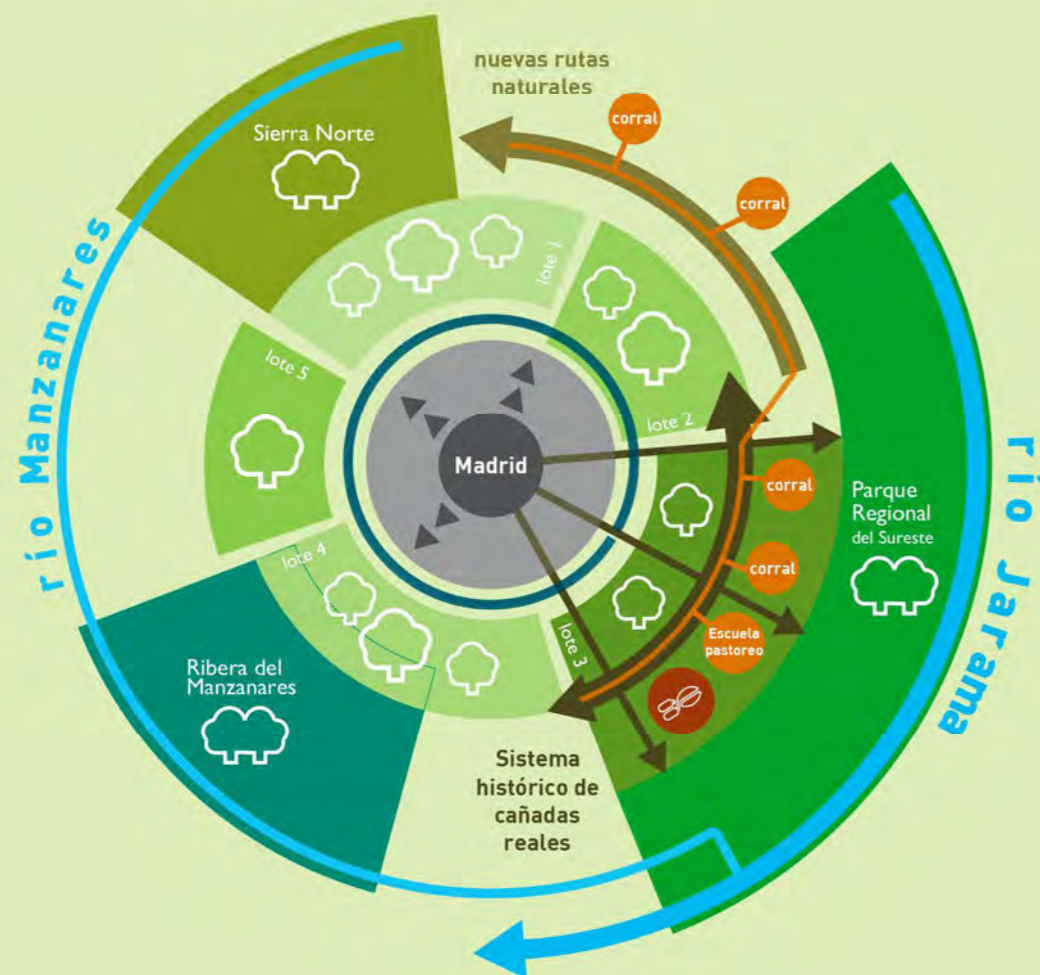 nuevas rutas
naturales
corral
corral
Sierra Norte
río Manzanares
lote 1
lote 5
lote 2
Madrid
corral
Parque
Regional
del Sureste
río Jarama
lote 4
corral
Escuela
pastoreo
lote 3
Ribera del
Manzanares
Sistema
histórico de
cañadas
reales